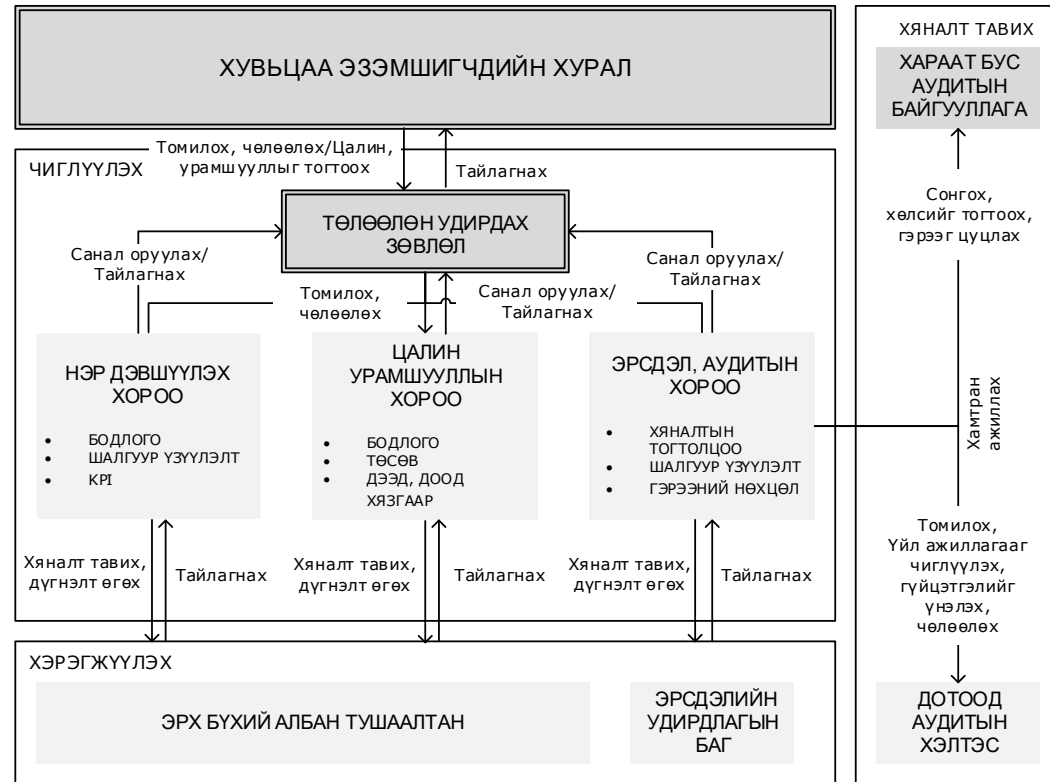 ХУВЬЦАА ЭЗЭМШИГЧДИЙН ХУРАЛ
Томилох, чөлөөлөх/Цалин,
урамшууллыг тогтоох
Тайлагнах
ЧИГЛҮҮЛЭХ
ТӨЛӨӨЛӨН УДИРДАХ
ЗӨВЛӨЛ
Санал оруулах/
Тайлагнах
Томилох,
чөлөөлөх
Санал оруулах/
Тайлагнах
Санал оруулах/
Тайлагнах
НЭР ДЭВШҮҮЛЭХ
ХОРОО
• БОДЛОГО
• ШАЛГУУР ҮЗҮҮЛЭЛТ
• KPI
ЦАЛИН
УРАМШУУЛЛЫН
ХОРОО
• БОДЛОГО
• ТӨСӨВ
• ДЭЭД, ДООД
ХЯЗГААР
ЭРСДЭЛ, АУДИТЫН
ХОРОО
• ХЯНАЛТЫН
ТОГТОЛЦОО
• ШАЛГУУР ҮЗҮҮЛЭЛТ
• ГЭРЭЭНИЙ НӨХЦӨЛ
Хяналт тавих,
дүгнэлт өгөх
Тайлагнах
Хяналт тавих,
дүгнэлт өгөх
Тайлагнах
Хяналт тавих,
дүгнэлт өгөх
Тайлагнах
ХЭРЭГЖҮҮЛЭХ
ЭРХ БҮХИЙ АЛБАН ТУШААЛТАН
ЭРСДЭЛИЙН
УДИРДЛАГЫН
БАГ
ХЯНАЛТ ТАВИХ
ХАРААТ БУС
АУДИТЫН
БАЙГУУЛЛАГА
Сонгох,
хөлсийг тогтоох,
гэрээг цуцлах
Хамтран
ажиллах
Томилох,
Үйл ажиллагааг
чиглүүлэх,
гүйцэтгэлийг
үнэлэх,
чөлөөлөх
ДОТООД
АУДИТЫН
ХЭЛТЭС